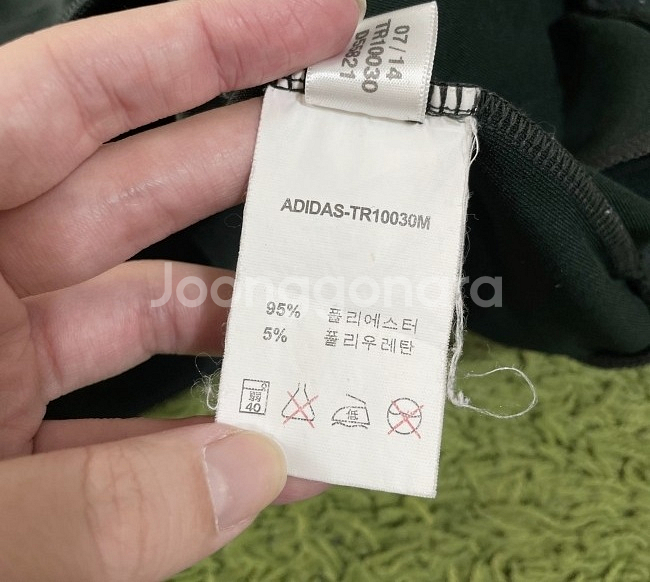 07/14
TR10030
ADIDAS-TR10030M
Joonggonara
95% 폴리에스터
5% 폴리우레탄
弱
40
低